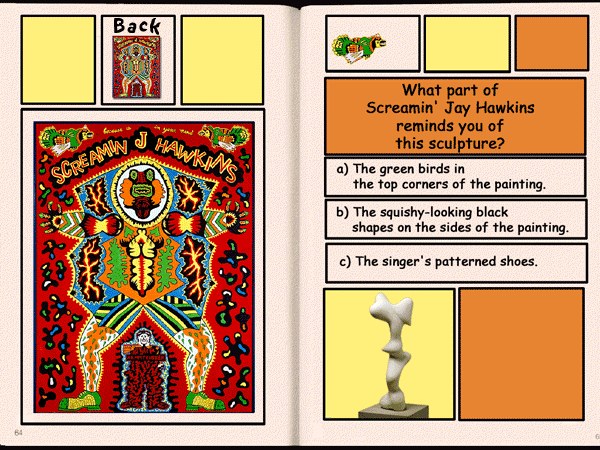 Back
SCREAMIN J HAWKINS
64
What part of
Screamin' Jay Hawkins
reminds you of
this sculpture?
a) The green birds in
the top corners of the painting.
b) The squishy-looking black
shapes on the sides of the painting.
c) The singer's patterned shoes.